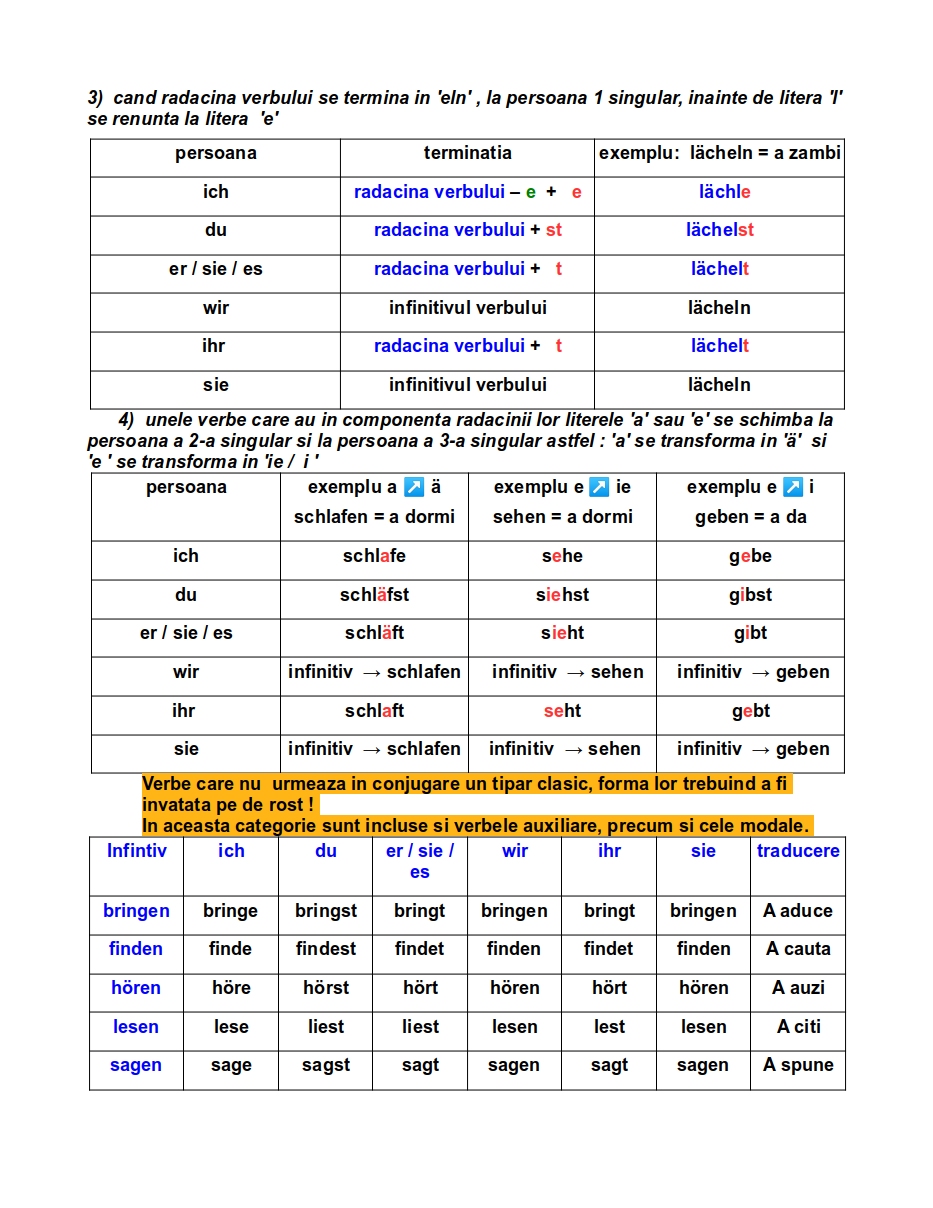 3) cand radacina verbului se termina in 'eln' , la persoana 1 singular, inainte de litera 'l'
se renunta la litera 'e'
persoana terminatia exemplu: lächeln = a zambi
ich radacina verbului – e + e lächle
du radacina verbului + st lächelst
er / sie / es radacina verbului + t lächelt
wir infinitivul verbului lächeln
ihr radacina verbului + t lächelt
sie infinitivul verbului lächeln
4) unele verbe care au in componenta radacinii lor literele 'a' sau 'e' se schimba la
persoana a 2-a singular si la persoana a 3-a singular astfel : 'a' se transforma in 'ä' si
'e ' se transforma in 'ie / i '
persoana exemplu a ↗ ä exemplu e ↗ ie exemplu e ↗ i
schlafen = a dormi sehen = a dormi geben = a da
ich schlafe sehe gebe
du schläfst siehst gibst
er / sie / es schläft sieht gibt
wir infinitiv → schlafen infinitiv → sehen infinitiv → geben
ihr schlaft seht gebt
sie infinitiv → schlafen infinitiv → sehen infinitiv → geben
Verbe care nu urmeaza in conjugare un tipar clasic, forma lor trebuind a fi
invatata pe de rost !
In aceasta categorie sunt incluse si verbele auxiliare, precum si cele modale.
Infintiv ich du er / sie / wir ihr sie traducere
es
bringen bringe bringst bringt bringen bringt bringen A aduce
finden finde findest findet finden findet finden A cauta
hören höre hörst hört hören hört hören A auzi
lesen lese liest liest lesen lest lesen A citi
sagen sage sagst sagt sagen sagt sagen A spune